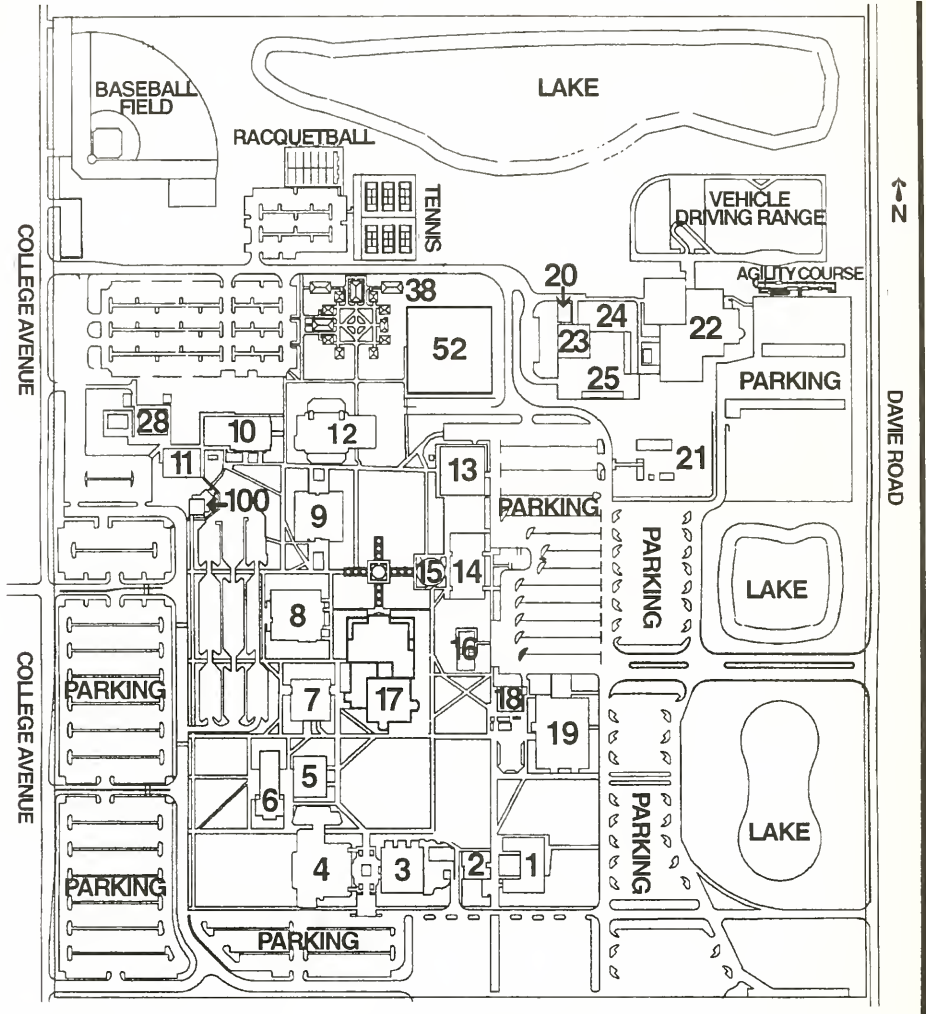 BASEBALL
FIELD
LAKE
RACQUETBALL
TENNIS
VEHICLE
DRIVING RANGE
N
AGILITY COURSE
COLLEGE AVENUE
38
20
24
22
23
52
25
PARKING
DAVIE ROAD
28
10
12
11
13
21
100
9
PARKING
PARKING
15
14
LAKE
8
16
COLLEGE AVENUE
PARKING
7
17
18
19
5
6
PARKING
LAKE
4
3
2
1
PARKING
PARKING